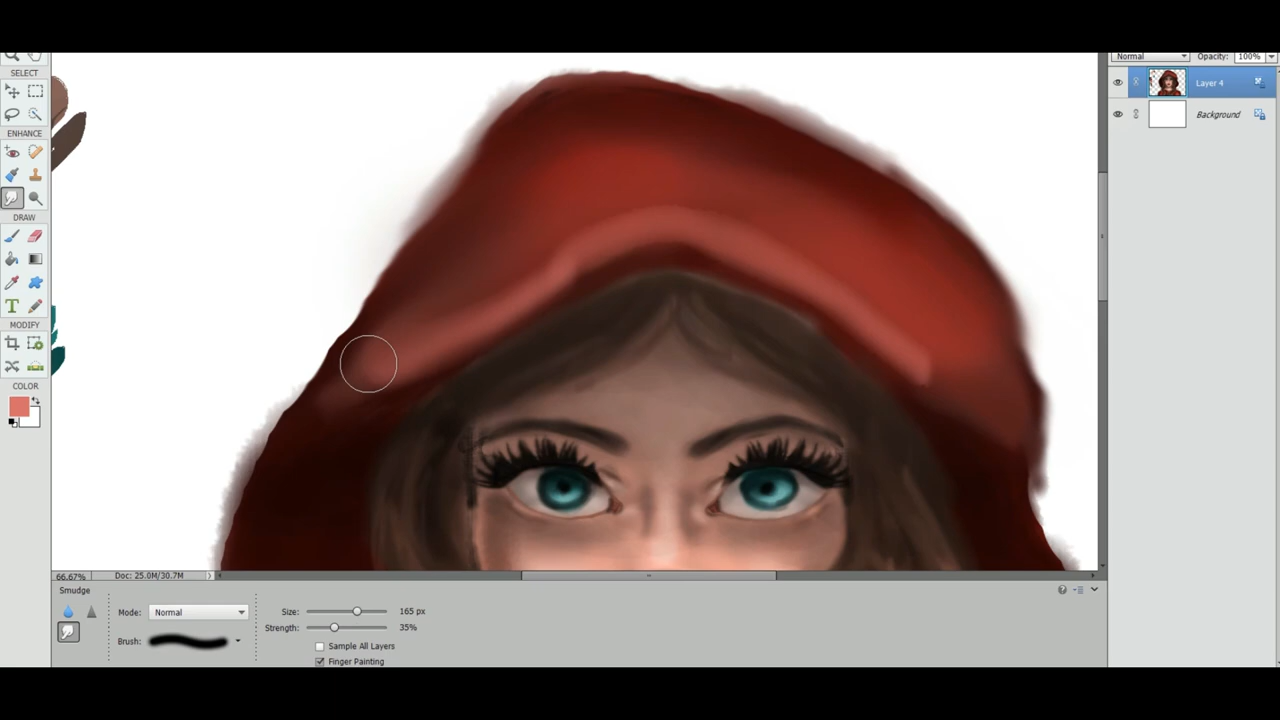 SELECT
ENHANCE
DRAW
MODIFY
COLOR
Normal Opacity: 100%
Layer 4
Background
66.67% Doc: 25.0M/30.7M
Smudge
Mode: Normal Size: 165 px
Strength: 35%
Brush:
Sample All Layers
Finger Painting